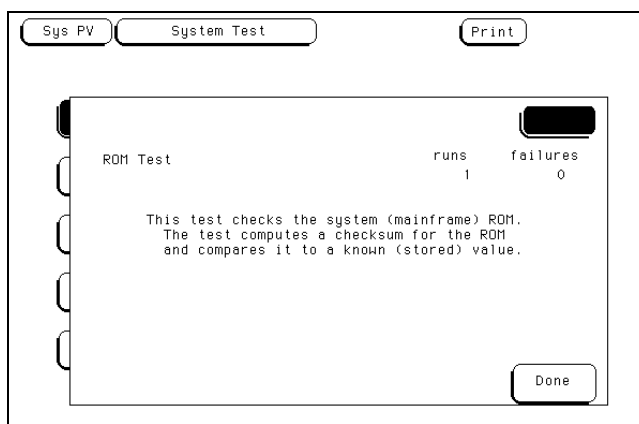 Sys PV System Test Print
ROM Test runs failures
1 0
This test checks the system (mainframe) ROM.
The test computes a checksum for the ROM
and compares it to a known (stored) value.
Done